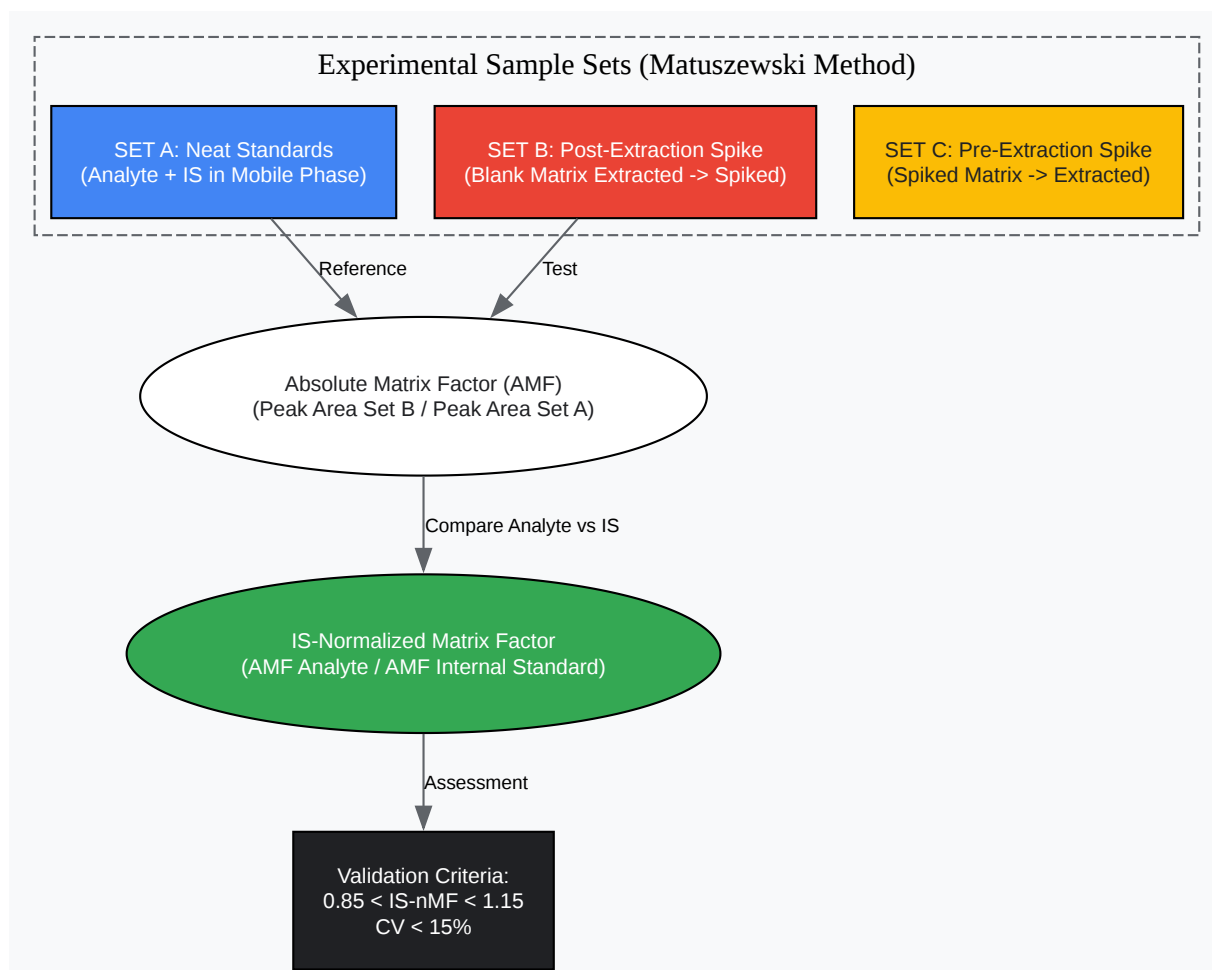 Experimental Sample Sets (Matuszewski Method)
SET A: Neat Standards
(Analyte + IS in Mobile Phase)
SET B: Post-Extraction Spike
(Blank Matrix Extracted -> Spiked)
SET C: Pre-Extraction Spike
(Spiked Matrix -> Extracted)
Reference
Test
Absolute Matrix Factor (AMF)
(Peak Area Set B / Peak Area Set A)
Compare Analyte vs IS
IS-Normalized Matrix Factor
(AMF Analyte / AMF Internal Standard)
Assessment
Validation Criteria:
0.85 < IS-nMF < 1.15
CV < 15%